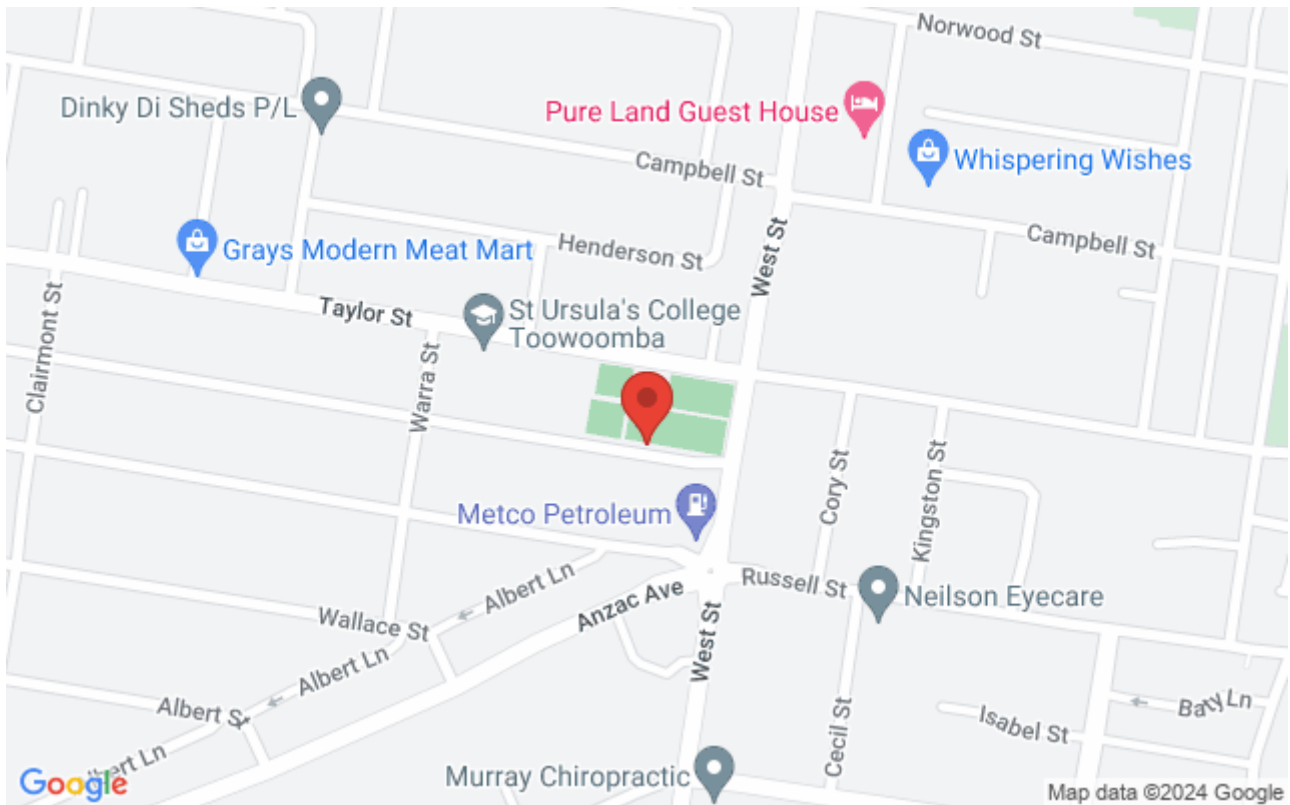 Norwood St
Dinky Di Sheds P/L
Pure Land Guest House
Campbell St
Whispering Wishes
West St
Campbell St
Grays Modern Meat Mart
Henderson St
Clairmont St
Taylor St
St Ursula's College
Toowoomba
Warra St
Cory St
Kingston St
Metco Petroleum
Albert Ln
Anzac Ave
Russell St
Neilson Eyecare
Wallace St
West St
Albert Ln
Albert St
Cecil St
Isabel St
Baty Ln
Murray Chiropractic
Google
Map data ©2024 Google